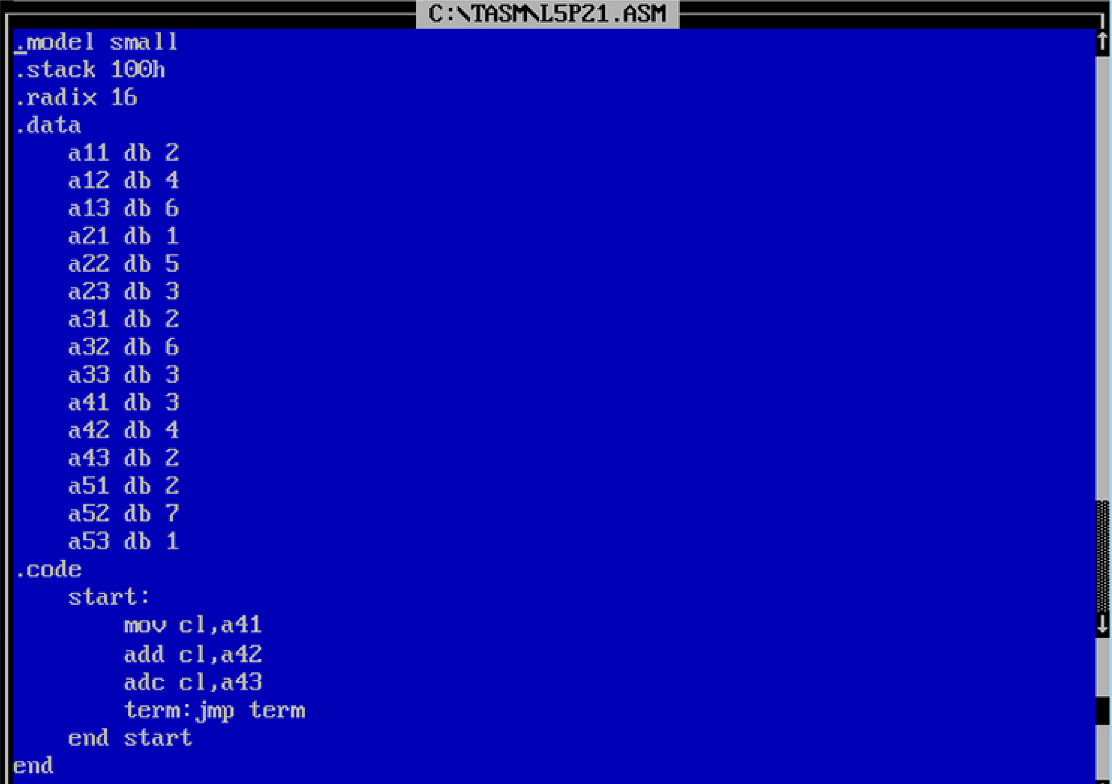 C:\TASM\L5P21.ASM
.model small
.stack 100h
.radix 16
.data
a11 db 2
a12 db 4
a13 db 6
a21 db 1
a22 db 5
a23 db 3
a31 db 2
a32 db 6
a33 db 3
a41 db 3
a42 db 4
a43 db 2
a51 db 2
a52 db 7
a53 db 1
.code
start:
mov cl,a41
add cl,a42
adc cl,a43
term:jmp term
end start
end